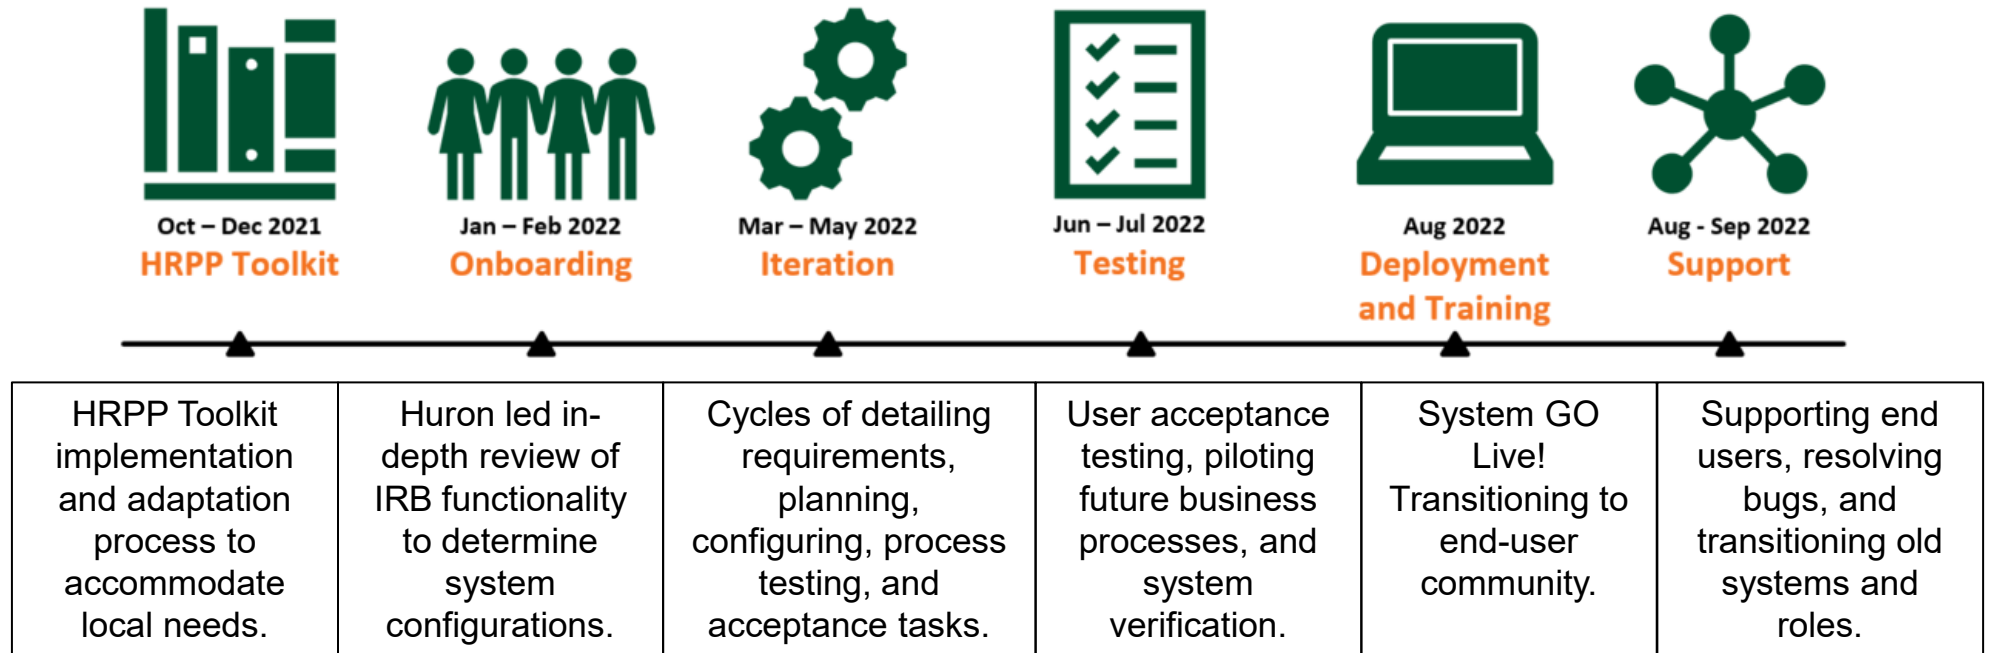 Oct – Dec 2021
HRPP Toolkit
Jan – Feb 2022
Onboarding
Mar – May 2022
Iteration
Jun – Jul 2022
Testing
Aug 2022
Deployment
and Training
Aug - Sep 2022
Support
HRPP Toolkit
implementation
and adaptation
process to
accommodate
local needs.
Huron led in-
depth review of
IRB functionality
to determine
system
configurations.
Cycles of detailing
requirements,
planning,
configuring, process
testing, and
acceptance tasks.
User acceptance
testing, piloting
future business
processes, and
system
verification.
System GO
Live!
Transitioning to
end-user
community.
Supporting end
users, resolving
bugs, and
transitioning old
systems and
roles.